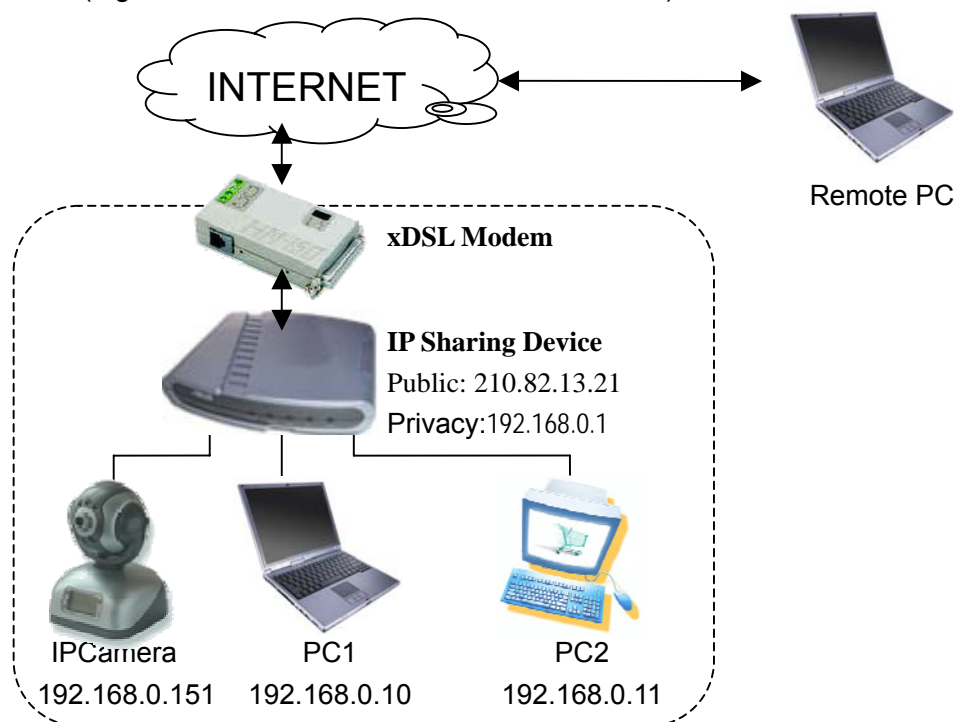 INTERNET
Remote PC
xDSL Modem
IP Sharing Device
Public: 210.82.13.21
Privacy:192.168.0.1
IPCamera
PC1
PC2
192.168.0.151
192.168.0.10
192.168.0.11